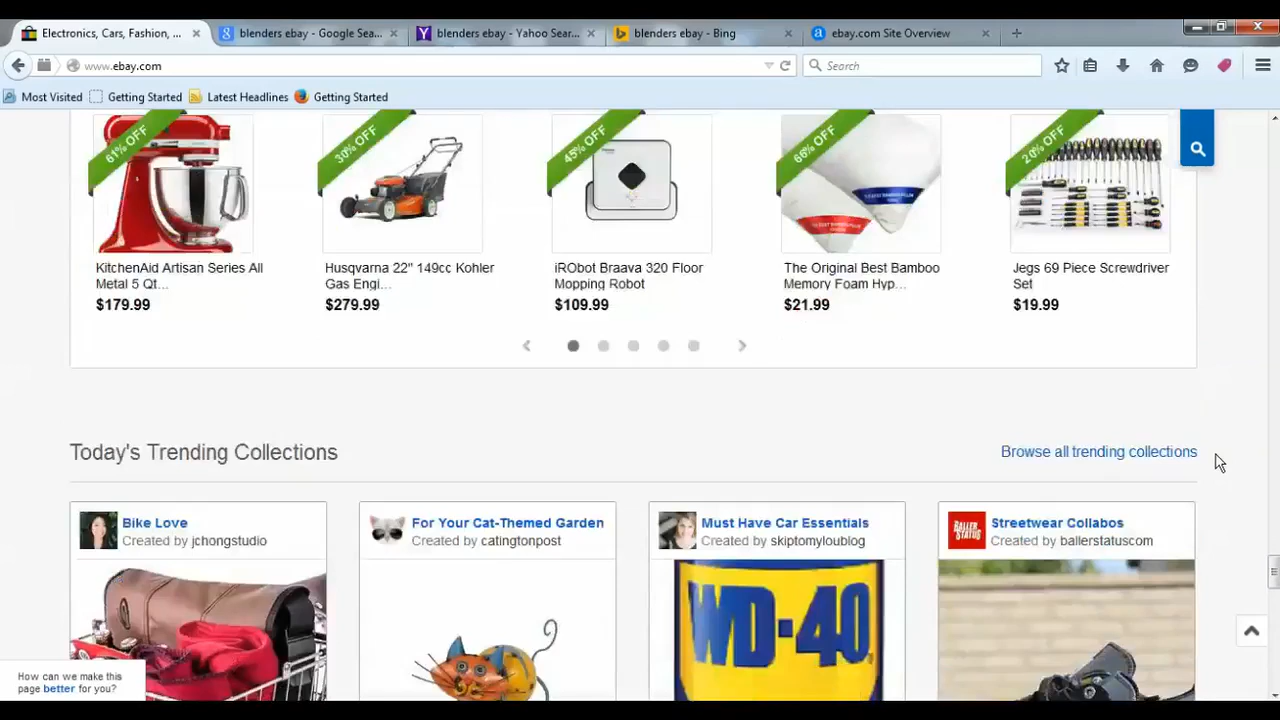 Electronics, Cars, Fashion, ...
blenders ebay - Google Sea...
blenders ebay - Yahoo Sear...
blenders ebay - Bing
ebay.com Site Overview
www.ebay.com
Search
Most Visited
Getting Started
Latest Headlines
Getting Started
61% OFF
30% OFF
45% OFF
66% OFF
20% OFF
KitchenAid Artisan Series All
Metal 5 Qt...
$179.99
Husqvarna 22" 149cc Kohler
Gas Engi...
$279.99
iRObot Braava 320 Floor
Mopping Robot
$109.99
The Original Best Bamboo
Memory Foam Hyp...
$21.99
Jegs 69 Piece Screwdriver
Set
$19.99
Today's Trending Collections
Browse all trending collections
Bike Love
Created by jchongstudio
For Your Cat-Themed Garden
Created by catingtonpost
Must Have Car Essentials
Created by skiptomyloublog
BALLER
STATUS
Streetwear Collabos
Created by ballerstatuscom
WD-40
How can we make this
page better for you?